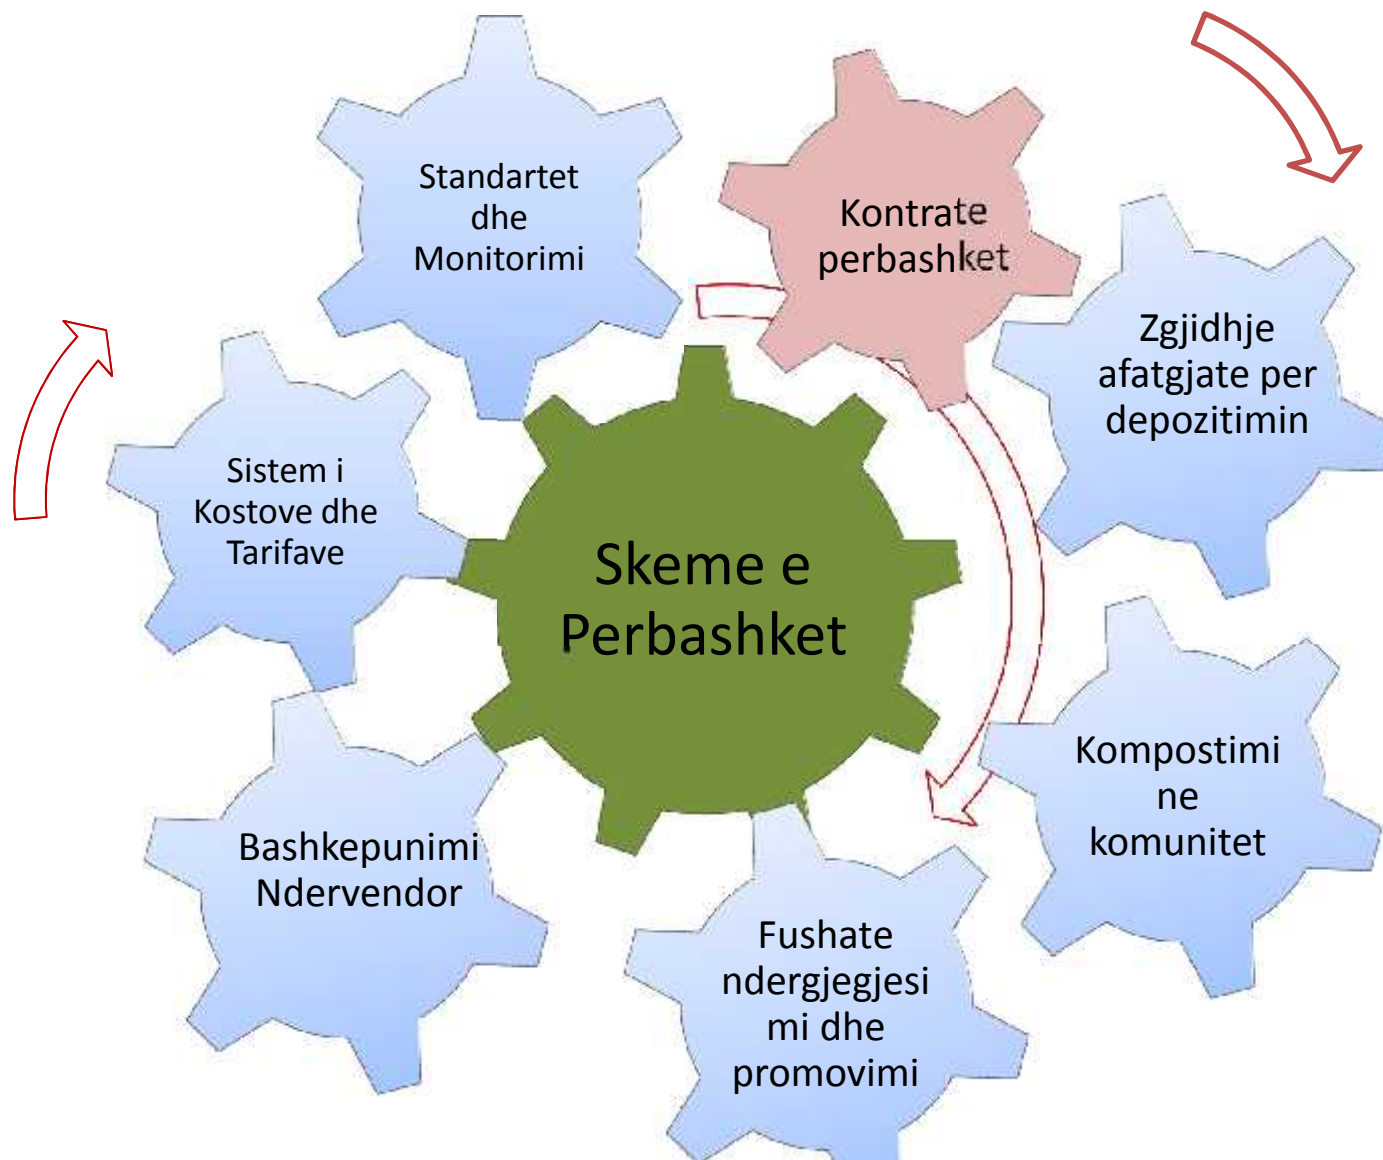 Standartet
dhe
Monitorimi
Kontrate
perbashket
Zgjidhje
afatgjate per
depozitimin
Sistem i
Kostove dhe
Tarifave
Skeme e
Perbashket
Kompostimi
ne
komunitet
Bashkepunimi
Ndervendor
Fushate
ndergjegjesi
mi dhe
promovimi